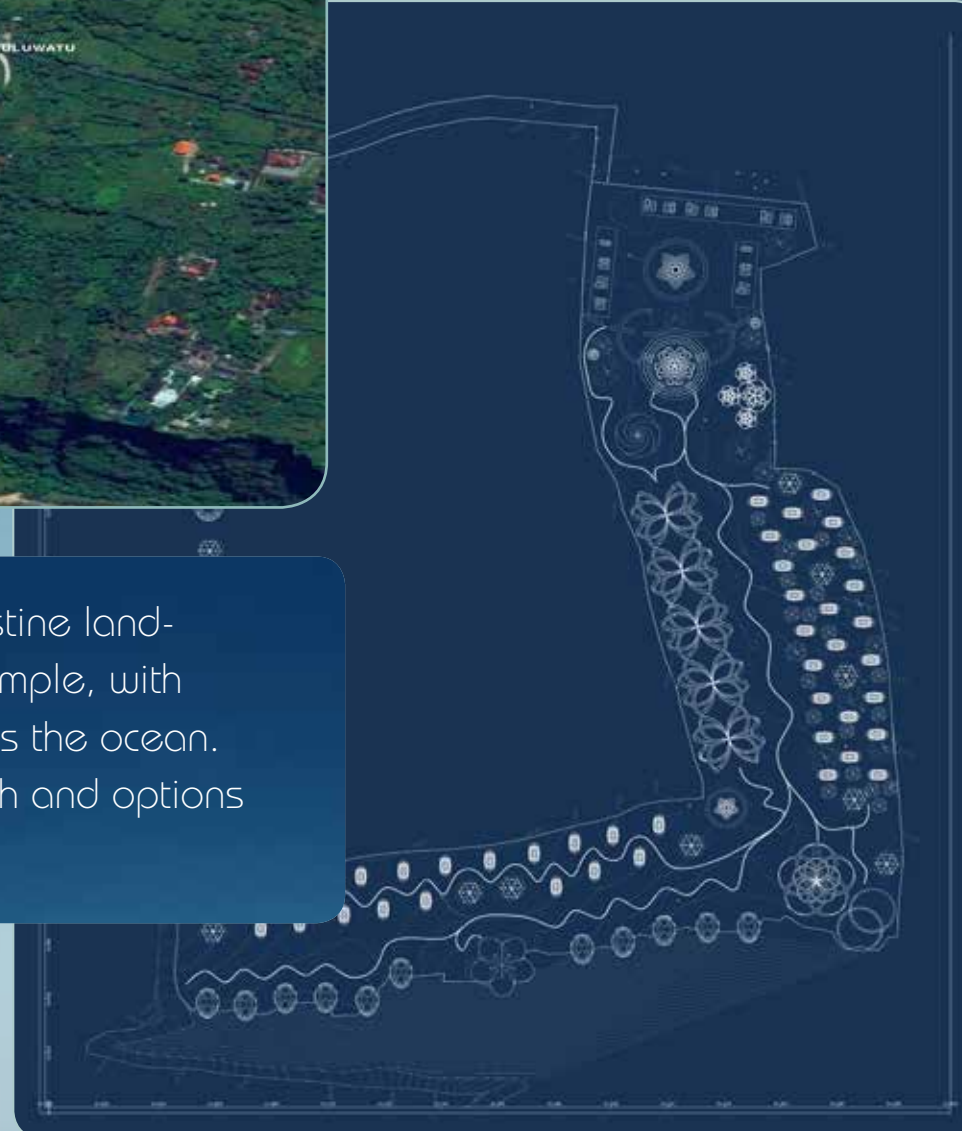 ULUWATU
stine land-
mple, with
s the ocean.
h and options